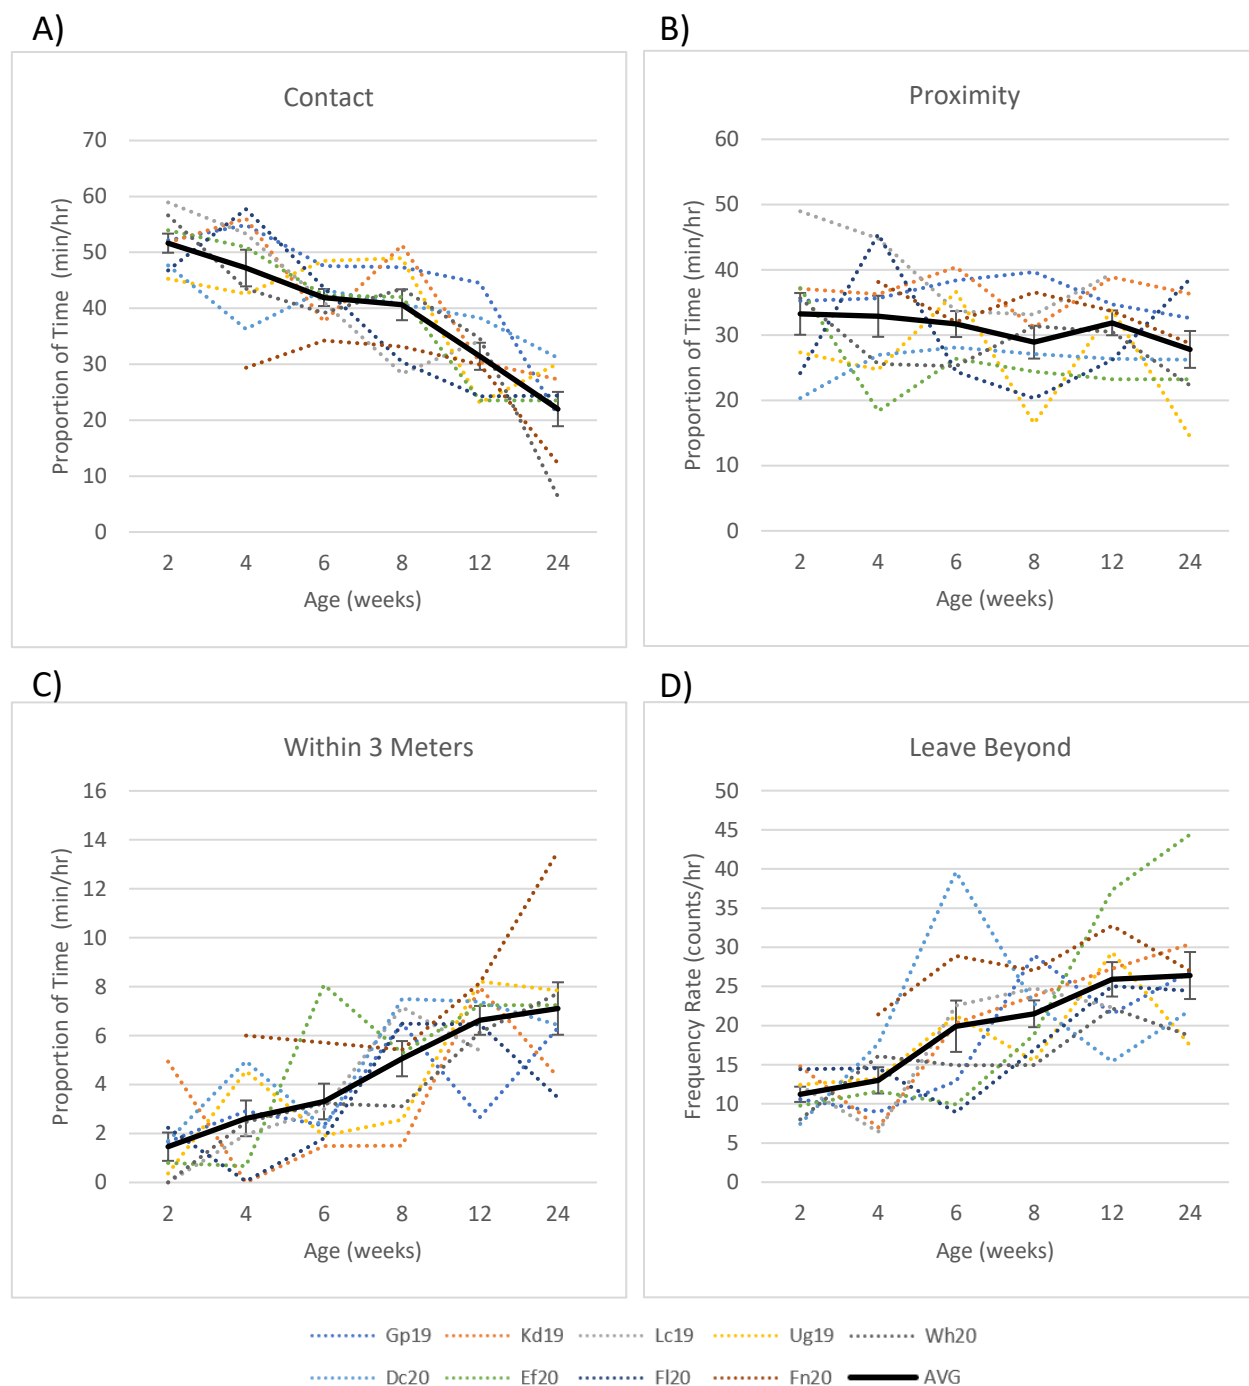 A)
Contact
Proportion of Time (min/hr)
70
60
50
40
30
20
10
0
2 4 6 8 12 24
Age (weeks)
B)
Proximity
Proportion of Time (min/hr)
60
50
40
30
20
10
0
2 4 6 8 12 24
Age (weeks)
C)
Within 3 Meters
Proportion of Time (min/hr)
16
14
12
10
8
6
4
2
0
2 4 6 8 12 24
Age (weeks)
D)
Leave Beyond
Frequency Rate (counts/hr)
50
45
40
35
30
25
20
15
10
5
0
2 4 6 8 12 24
Age (weeks)
Gp19 Kd19 Lc19 Ug19 Wh20
Dc20 Ef20 Fl20 Fn20 AVG